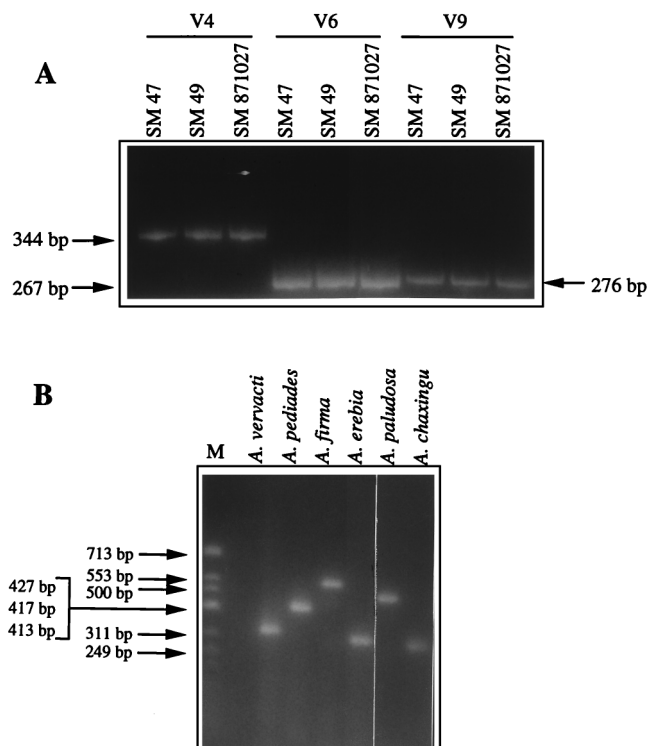 V4 V6 V9
A
SM 47 SM 49 SM 871027 SM 47 SM 49 SM 871027 SM 47 SM 49 SM 871027
344 bp
267 bp
276 bp
B
M A. vervacti A. pediades A. firma A. erebia A. paludosa A. chaxingu
713 bp
553 bp
427 bp
500 bp
417 bp
413 bp
311 bp
249 bp